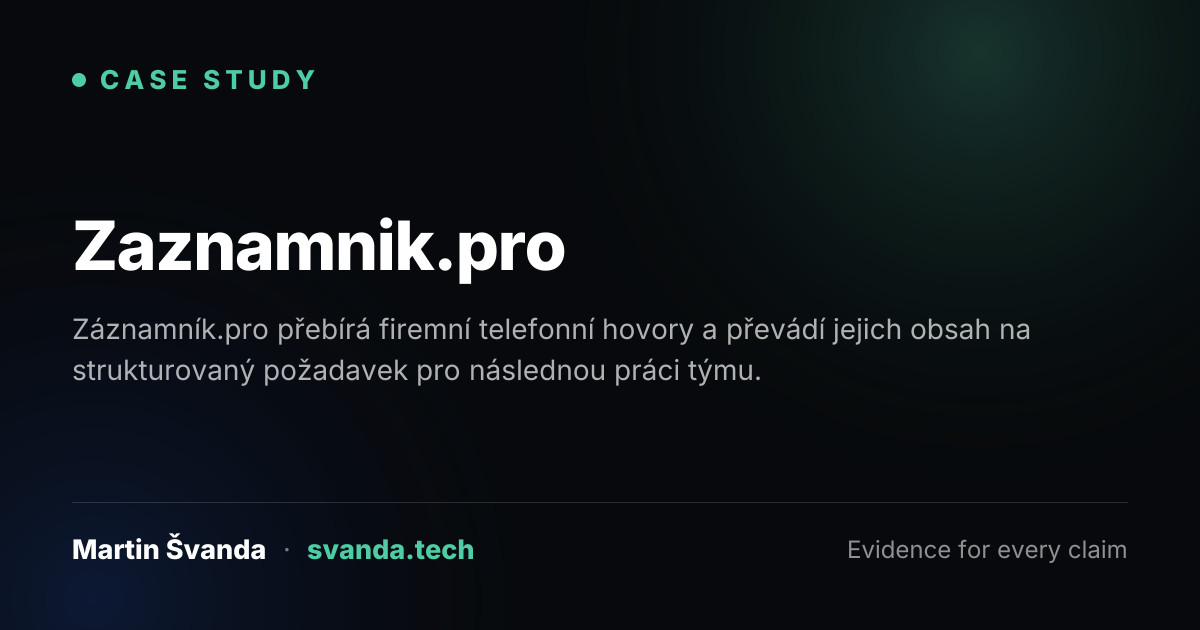 CASE STUDY
Zaznamnik.pro
Záznamník.pro přebírá firemní telefonní hovory a převádí jejich obsah na
strukturovaný požadavek pro následnou práci týmu.
Martin Švanda · svanda.tech
Evidence for every claim